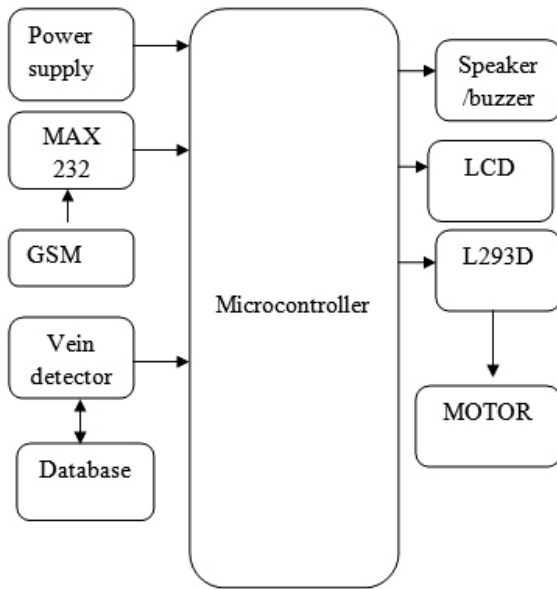 Power
supply
MAX
232
GSM
Vein
detector
Database
Microcontroller
Speaker
/buzzer
LCD
L293D
MOTOR